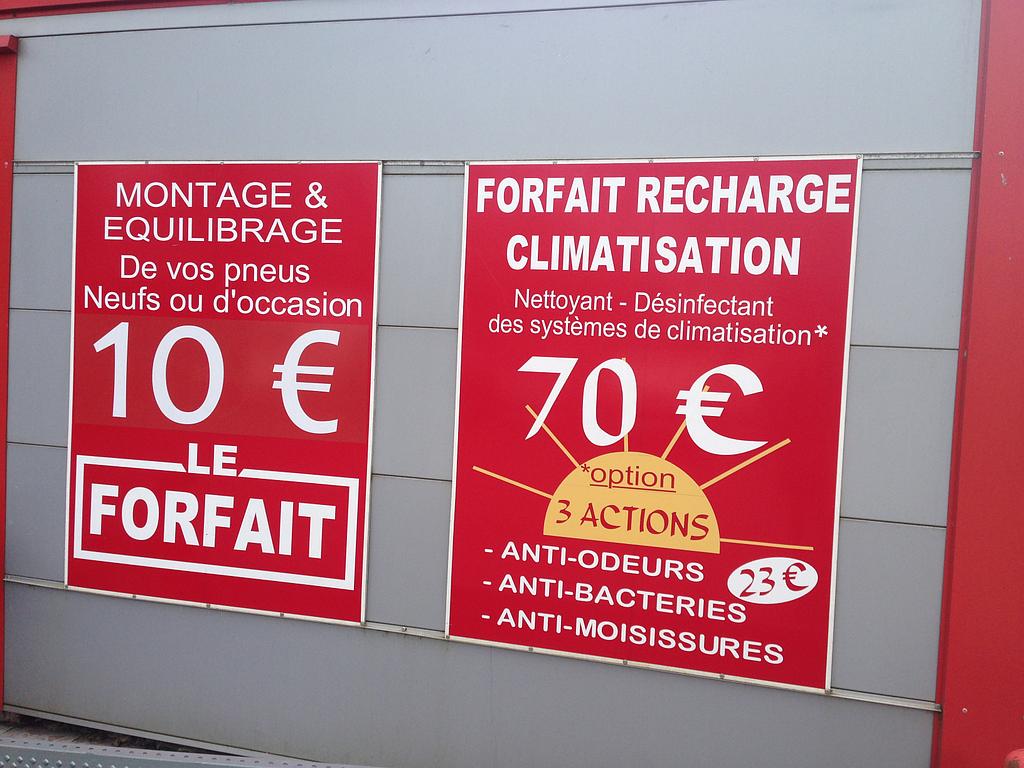 MONTAGE &
EQUILIBRAGE
De vos pneus
Neufs ou d'occasion
10 €
LE
FORFAIT
FORFAIT RECHARGE
CLIMATISATION
Nettoyant - Désinfectant
des systèmes de climatisation*
70 €
*option
3 ACTIONS
- ANTI-ODEURS
23 €
- ANTI-BACTERIES
- ANTI-MOISISSURES